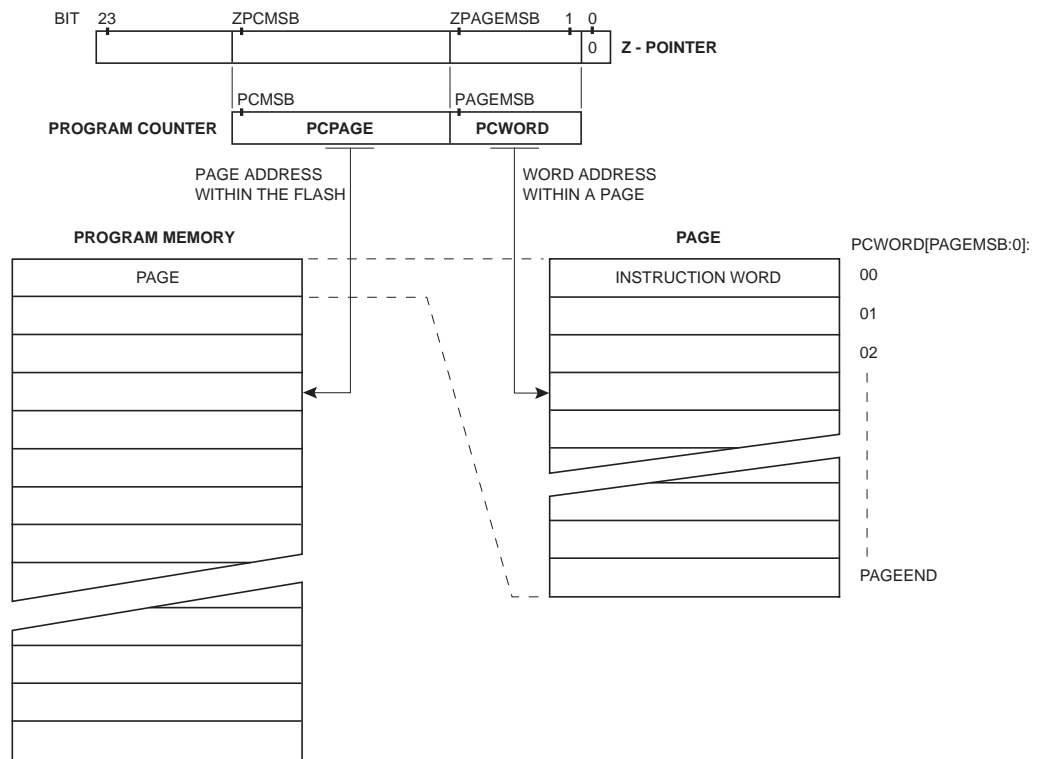 BIT 23 ZPCMSB ZPAGEMSB 1 0
0 Z - POINTER
PCMSB PAGEMSB
PROGRAM COUNTER PCPAGE PCWORD
PAGE ADDRESS
WITHIN THE FLASH
WORD ADDRESS
WITHIN A PAGE
PROGRAM MEMORY PAGE PCWORD[PAGEMSB:0]:
PAGE INSTRUCTION WORD 00
01
02
PAGEEND